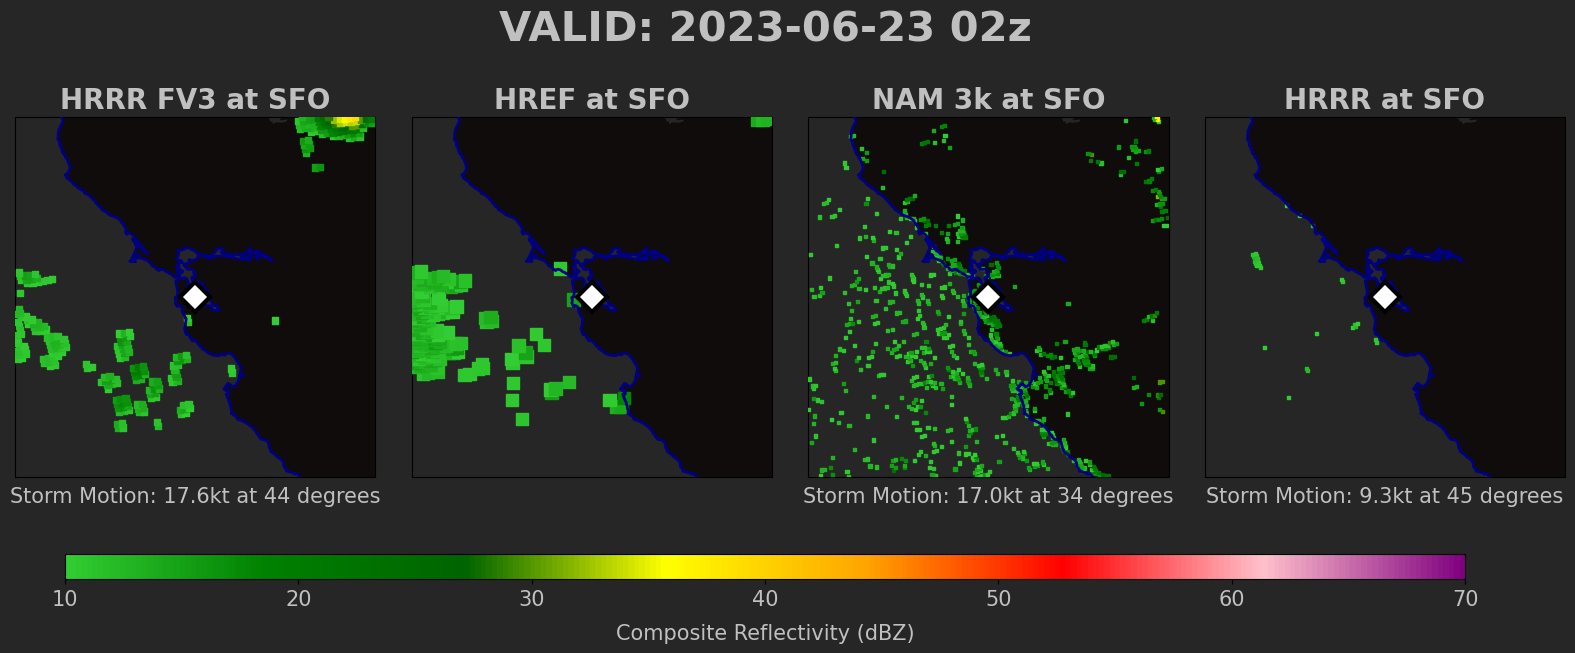 VALID: 2023-06-23 02z
HRRR FV3 at SFO
HREF at SFO
NAM 3k at SFO
HRRR at SFO
Storm Motion: 17.6kt at 44 degrees
Storm Motion: 17.0kt at 34 degrees
Storm Motion: 9.3kt at 45 degrees
10 20 30 40 50 60 70
Composite Reflectivity (dBZ)